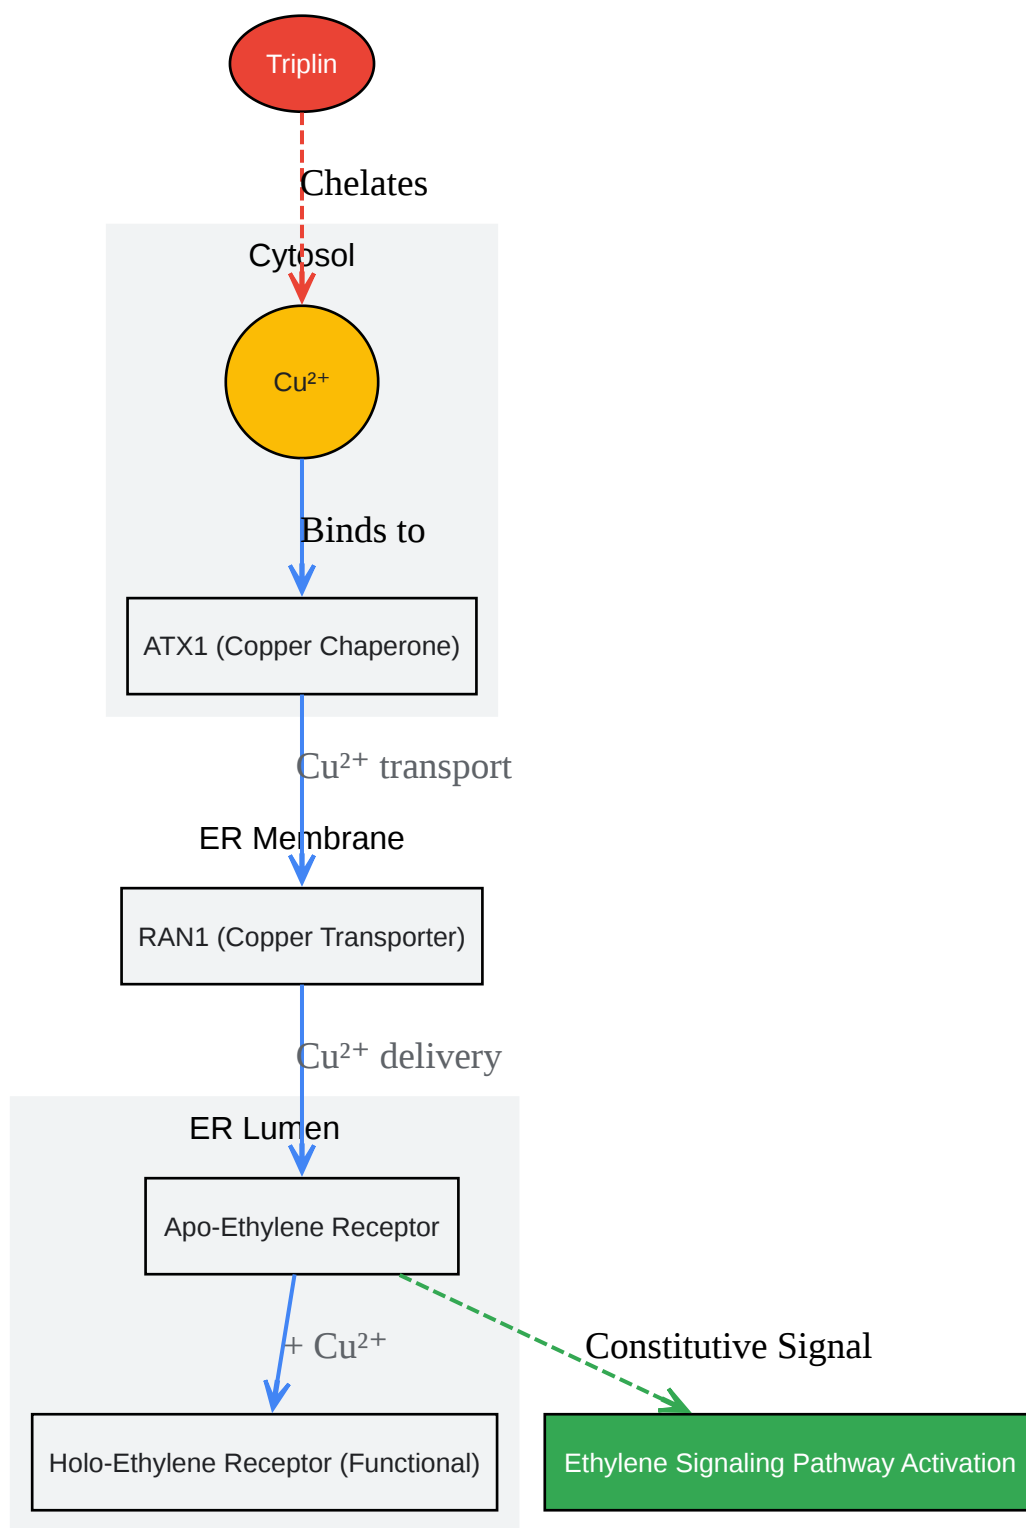 Triplin
Chelates
Cytosol
Cu²⁺
Binds to
ATX1 (Copper Chaperone)
Cu²⁺ transport
ER Membrane
RAN1 (Copper Transporter)
Cu²⁺ delivery
ER Lumen
Apo-Ethylene Receptor
+ Cu²⁺
Constitutive Signal
Holo-Ethylene Receptor (Functional)
Ethylene Signaling Pathway Activation